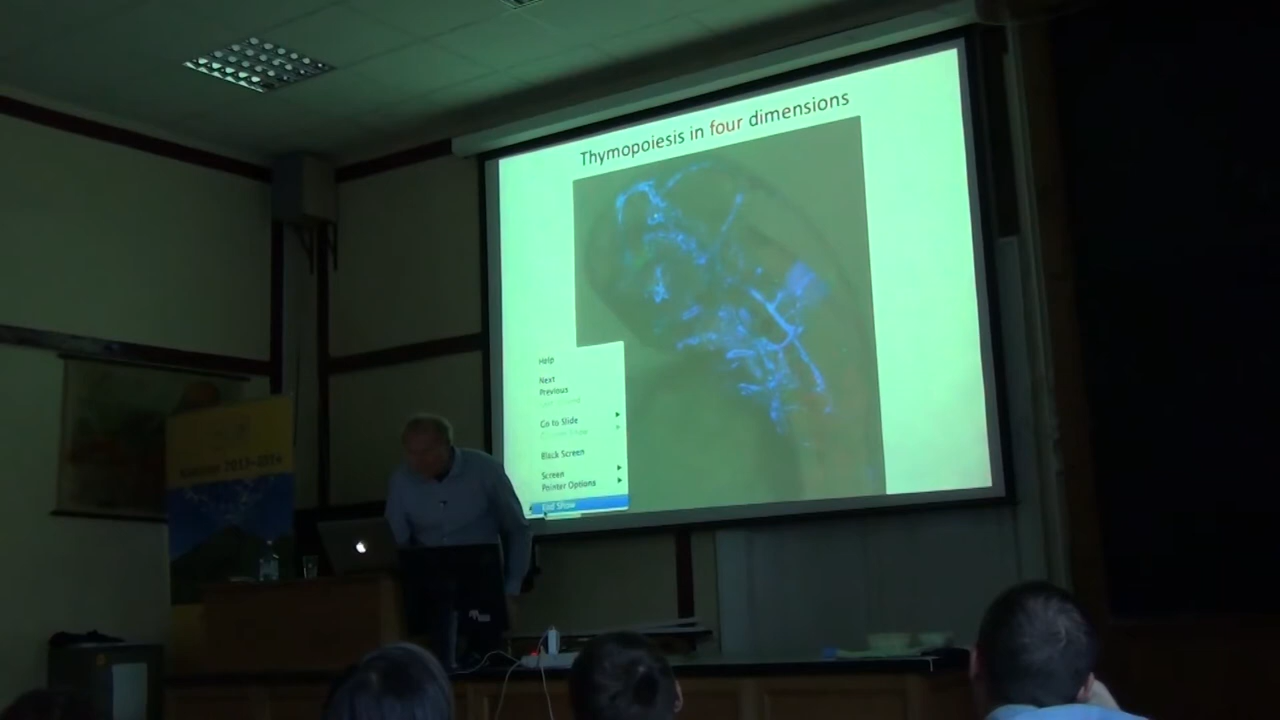 Thymopoiesis in four dimensions
Help
Next
Previous
Go to Slide
Black Screen
Screen
Pointer Options
End Show